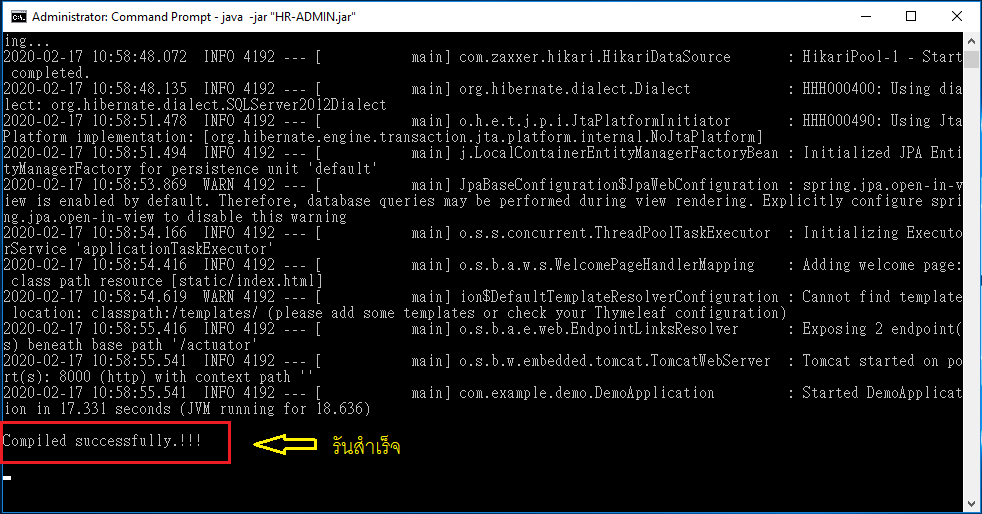 Administrator: Command Prompt - java  -jar "HR-ADMIN.jar"
ing...
2020-02-17 10:58:48.072  INFO 4192 --- [           main] com.zaxxer.hikari.HikariDataSource       : HikariPool-1 - Start
 completed.
2020-02-17 10:58:48.135  INFO 4192 --- [           main] org.hibernate.dialect.Dialect            : HHH000400: Using dia
lect: org.hibernate.dialect.SQLServer2012Dialect
2020-02-17 10:58:51.478  INFO 4192 --- [           main] o.h.e.t.j.p.i.JtaPlatformInitiator       : HHH000490: Using Jta
Platform implementation: [org.hibernate.engine.transaction.jta.platform.internal.NoJtaPlatform]
2020-02-17 10:58:51.494  INFO 4192 --- [           main] j.LocalContainerEntityManagerFactoryBean : Initialized JPA Enti
tyManagerFactory for persistence unit 'default'
2020-02-17 10:58:53.869  WARN 4192 --- [           main] JpaBaseConfiguration$JpaWebConfiguration : spring.jpa.open-in-v
iew is enabled by default. Therefore, database queries may be performed during view rendering. Explicitly configure spri
ng.jpa.open-in-view to disable this warning
2020-02-17 10:58:54.166  INFO 4192 --- [           main] o.s.s.concurrent.ThreadPoolTaskExecutor  : Initializing Executo
rService 'applicationTaskExecutor'
2020-02-17 10:58:54.416  INFO 4192 --- [           main] o.s.b.a.w.s.WelcomePageHandlerMapping    : Adding welcome page:
 class path resource [static/index.html]
2020-02-17 10:58:54.619  WARN 4192 --- [           main] ion$DefaultTemplateResolverConfiguration : Cannot find template
 location: classpath:/templates/ (please add some templates or check your Thymeleaf configuration)
2020-02-17 10:58:55.416  INFO 4192 --- [           main] o.s.b.a.e.web.EndpointLinksResolver      : Exposing 2 endpoint(
s) beneath base path '/actuator'
2020-02-17 10:58:55.541  INFO 4192 --- [           main] o.s.b.w.embedded.tomcat.TomcatWebServer  : Tomcat started on po
rt(s): 8000 (http) with context path ''
2020-02-17 10:58:55.541  INFO 4192 --- [           main] com.example.demo.DemoApplication         : Started DemoApplicat
ion in 17.331 seconds (JVM running for 18.636)
Compiled successfully.!!! รันสำเร็จ